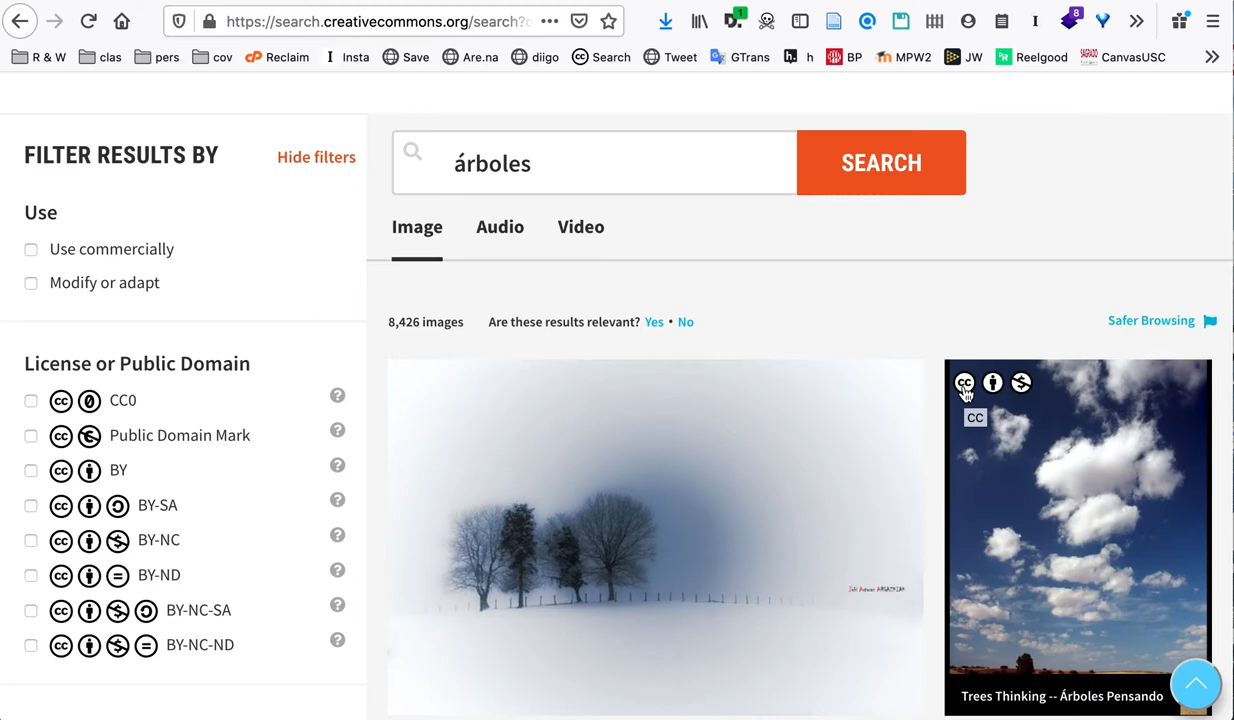 https://search.creativecommons.org/search?
1
8
R & W clas pers cov Reclaim Insta Save Are.na diigo Search Tweet GTrans h BP MPW2 JW Reelgood CanvasUSC
FILTER RESULTS BY
Hide filters
Use
Use commercially
Modify or adapt
License or Public Domain
CC0
Public Domain Mark
BY
BY-SA
BY-NC
BY-ND
BY-NC-SA
BY-NC-ND
árboles
SEARCH
Image Audio Video
8,426 images Are these results relevant? Yes • No
Safer Browsing
CC
Trees Thinking -- Árboles Pensando